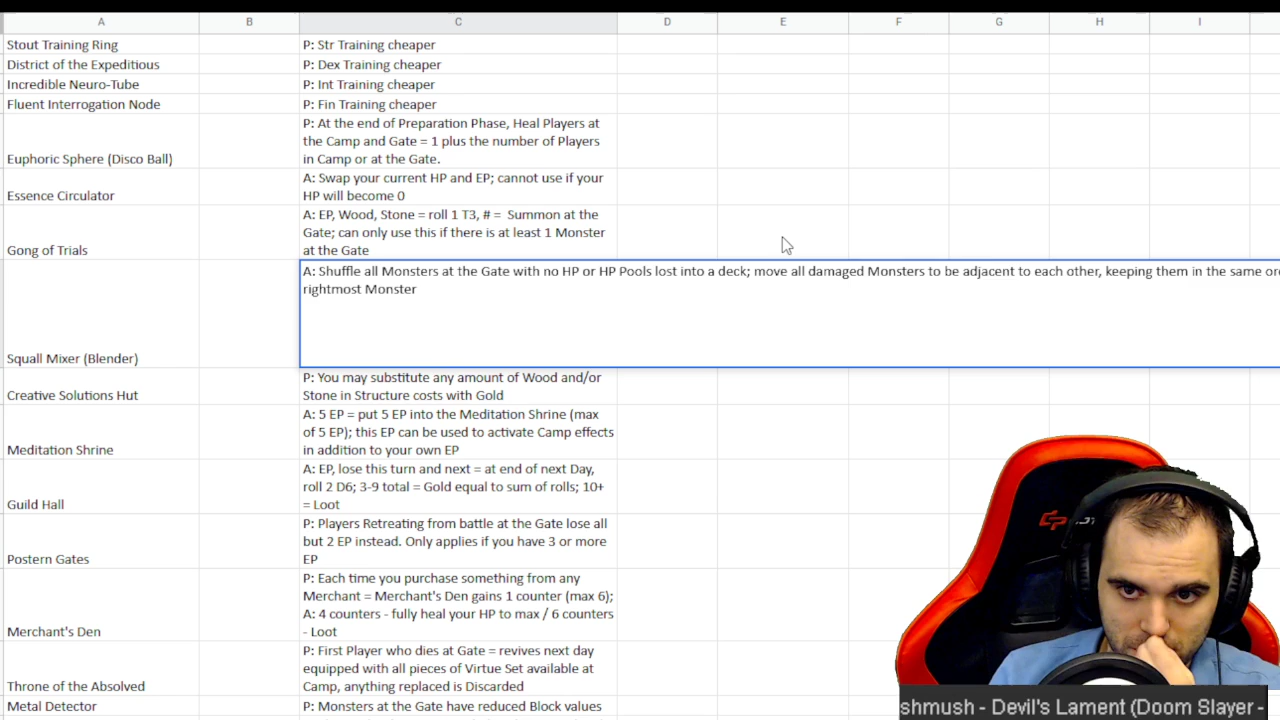 A B C D E F G H I
Stout Training Ring P: Str Training cheaper
District of the Expeditious P: Dex Training cheaper
Incredible Neuro-Tube P: Int Training cheaper
Fluent Interrogation Node P: Fin Training cheaper
P: At the end of Preparation Phase, Heal Players at
the Camp and Gate = 1 plus the number of Players
Euphoric Sphere (Disco Ball) in Camp or at the Gate.
A: Swap your current HP and EP; cannot use if your
Essence Circulator HP will become 0
A: EP, Wood, Stone = roll 1 T3, # = Summon at the
Gate; can only use this if there is at least 1 Monster
Gong of Trials at the Gate
A: Shuffle all Monsters at the Gate with no HP or HP Pools lost into a deck; move all damaged Monsters to be adjacent to each other, keeping them in the same
rightmost Monster
Squall Mixer (Blender)
P: You may substitute any amount of Wood and/or
Creative Solutions Hut Stone in Structure costs with Gold
A: 5 EP = put 5 EP into the Meditation Shrine (max
of 5 EP); this EP can be used to activate Camp effects
Meditation Shrine in addition to your own EP
A: EP, lose this turn and next = at end of next Day,
roll 2 D6; 3-9 total = Gold equal to sum of rolls; 10+
Guild Hall = Loot
P: Players Retreating from battle at the Gate lose all
but 2 EP instead. Only applies if you have 3 or more
Postern Gates EP
P: Each time you purchase something from any
Merchant = Merchant's Den gains 1 counter (max 6);
A: 4 counters - fully heal your HP to max / 6 counters
Merchant's Den - Loot
P: First Player who dies at Gate = revives next day
equipped with all pieces of Virtue Set available at
Throne of the Absolved Camp, anything replaced is Discarded
Metal Detector P: Monsters at the Gate have reduced Block values
shmush - Devil's Lament (Doom Slayer -